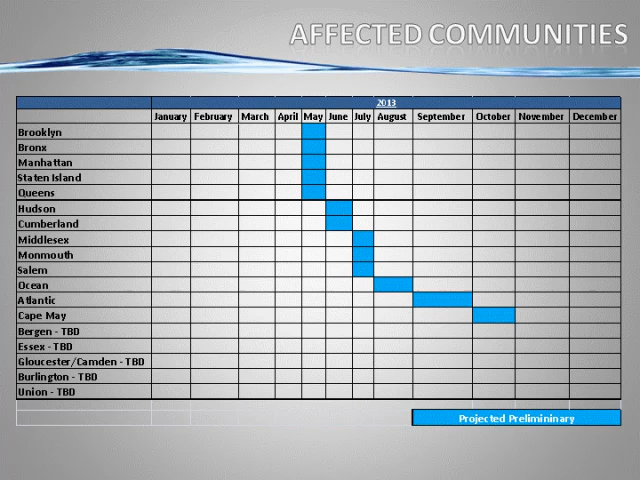 AFFECTED COMMUNITIES
2013
January February March April May June July August September October November December
Brooklyn
Bronx
Manhattan
Staten Island
Queens
Hudson
Cumberland
Middlesex
Monmouth
Salem
Ocean
Atlantic
Cape May
Bergen - TBD
Essex - TBD
Gloucester/Camden - TBD
Burlington - TBD
Union - TBD
Projected Prelimininary